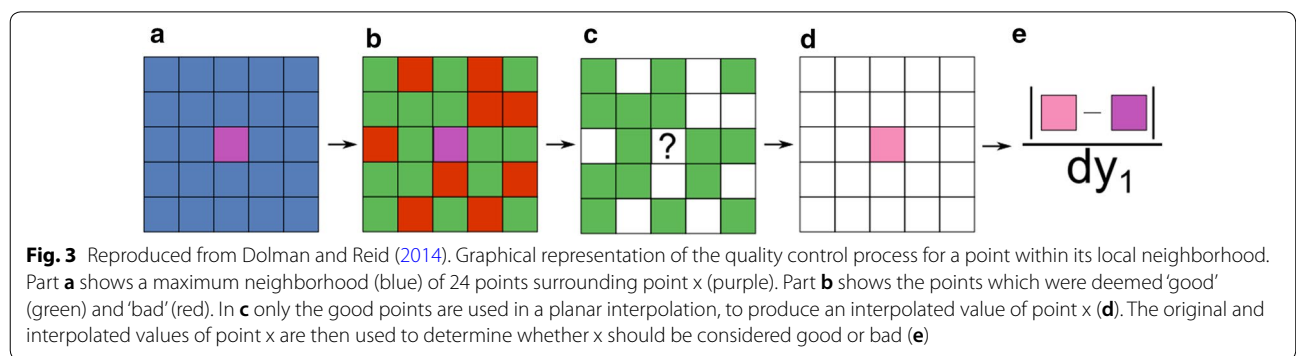 a
b
c
d
e
?
| – |
dy₁
Fig. 3 Reproduced from Dolman and Reid (2014). Graphical representation of the quality control process for a point within its local neighborhood.
Part a shows a maximum neighborhood (blue) of 24 points surrounding point x (purple). Part b shows the points which were deemed ‘good’
(green) and ‘bad’ (red). In c only the good points are used in a planar interpolation, to produce an interpolated value of point x (d). The original and
interpolated values of point x are then used to determine whether x should be considered good or bad (e)